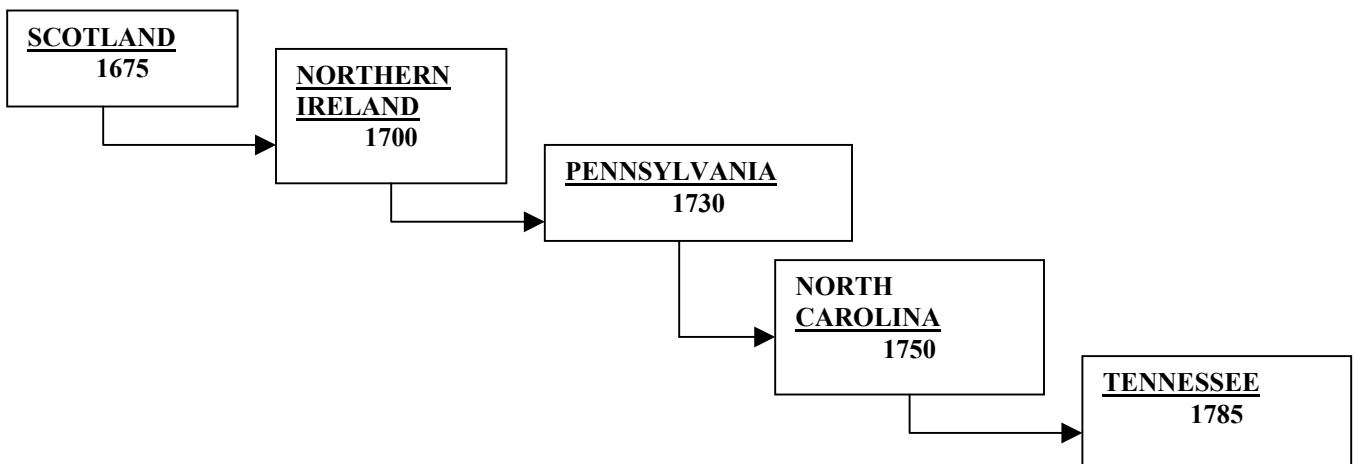 SCOTLAND
1675
NORTHERN
IRELAND
1700
PENNSYLVANIA
1730
NORTH
CAROLINA
1750
TENNESSEE
1785